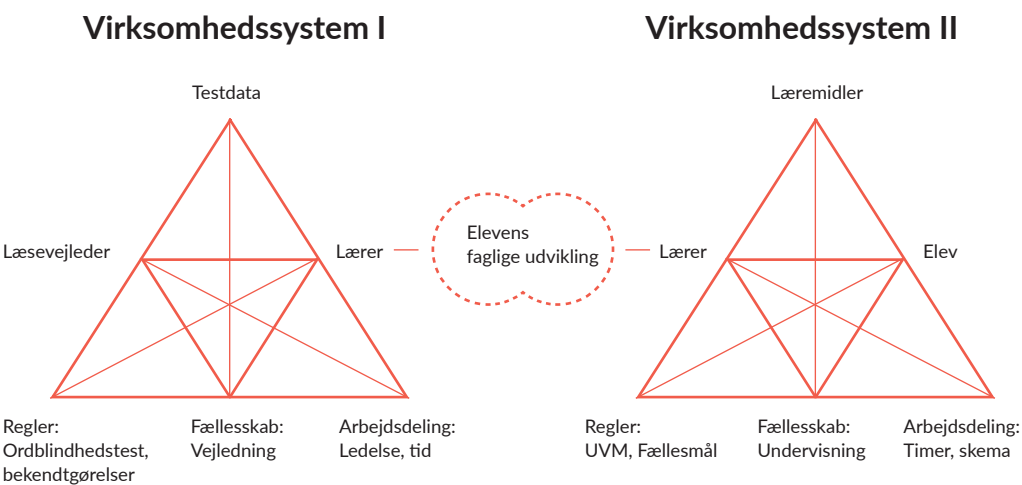 Virksomhedssystem I
Testdata
Læsevejleder
Lærer
Regler:
Ordblindhedstest,
bekendtgørelser
Fællesskab:
Vejledning
Arbejdsdeling:
Ledelse, tid
Elevens
faglige udvikling
Virksomhedssystem II
Læremidler
Lærer
Elev
Regler:
UVM, Fællesmål
Fællesskab:
Undervisning
Arbejdsdeling:
Timer, skema